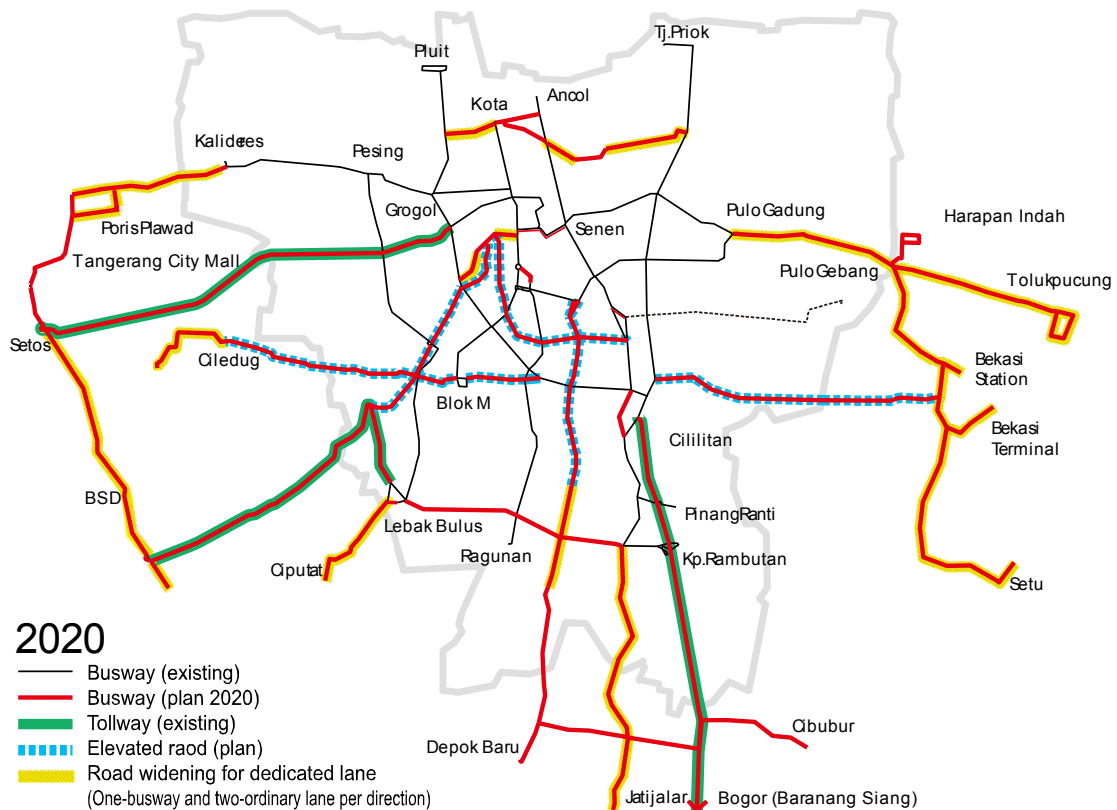 Tj.Priok
Pluit
Ancol
Kota
Kalideres
Pesing
Grogol
PorisPlawad
Senen
PuloGadung
Harapan Indah
Tangerang City Mall
PuloGebang
Tolukpucung
Setos
Ciledug
Blok M
Bekasi
Station
Cililitan
Bekasi
Terminal
BSD
Lebak Bulus
PinangRanti
Ragunan
Kp.Rambutan
Ciputat
Setu
2020
Busway (existing)
Busway (plan 2020)
Tollway (existing)
Elevated raod (plan)
Road widening for dedicated lane
(One-busway and two-ordinary lane per direction)
Depok Baru
Cibubur
Jatijalar
Bogor (Baranang Siang)